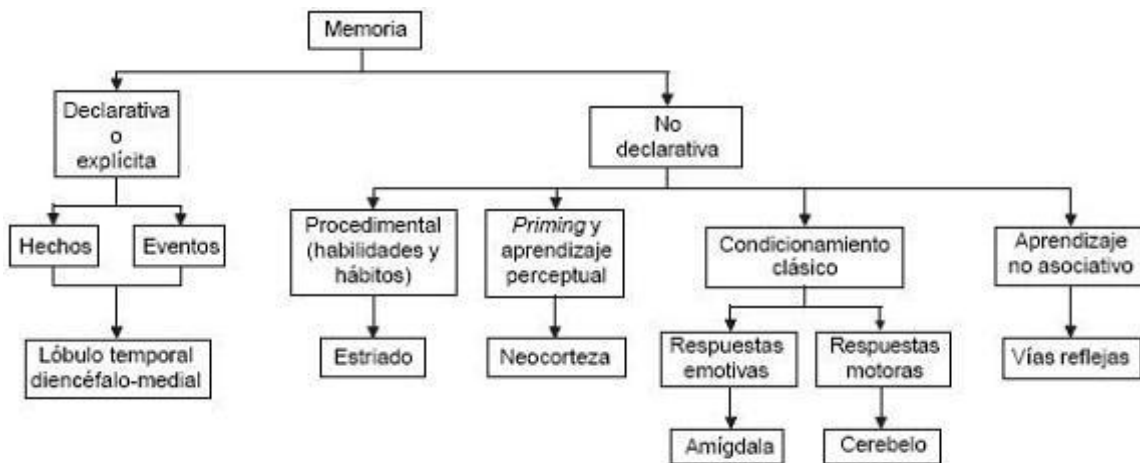 Memoria
Declarativa
o
explícita
No
declarativa
Hechos
Eventos
Procedimental
(habilidades y
hábitos)
Priming y
aprendizaje
perceptual
Condicionamiento
clásico
Aprendizaje
no asociativo
Lóbulo temporal
diencéfalo-medial
Estriado
Neocorteza
Respuestas
emotivas
Respuestas
motoras
Vías reflejas
Amígdala
Cerebelo